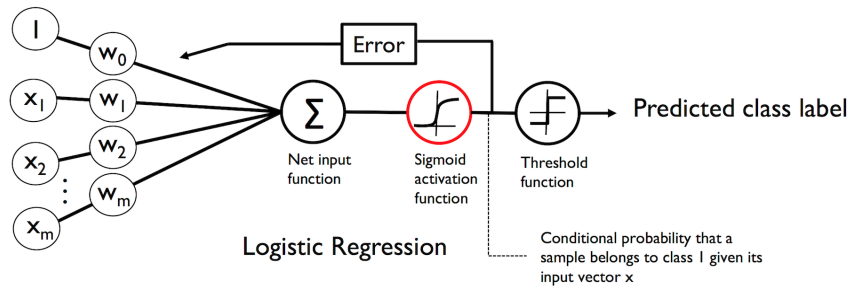 1
w0
Error
x1
w1
Σ
Predicted class label
x2
w2
Net input
function
Sigmoid
activation
function
Threshold
function
wm
xm
Logistic Regression
Conditional probability that a
sample belongs to class 1 given its
input vector x